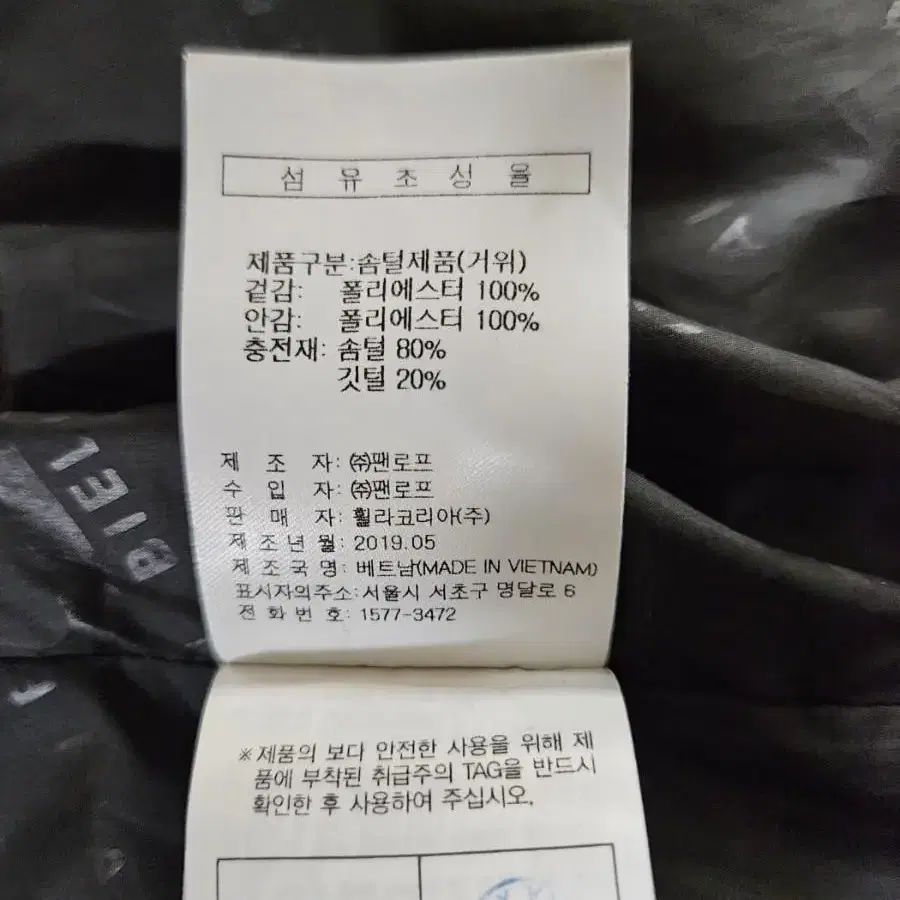 섬 유 조 성 율
제품구분:솜털제품(거위)
겉감: 폴리에스터 100%
안감: 폴리에스터 100%
충전재: 솜털 80%
깃털 20%
제 조 자: ㈜팬로프
수 입 자: ㈜팬로프
판 매 자: 휠라코리아(주)
제 조 년 월: 2019.05
제 조 국 명: 베트남(MADE IN VIETNAM)
표시자의주소:서울시 서초구 명달로 6
전 화 번 호: 1577-3472
※제품의 보다 안전한 사용을 위해 제
품에 부착된 취급주의 TAG을 반드시
확인한 후 사용하여 주십시오.
BIEL
F